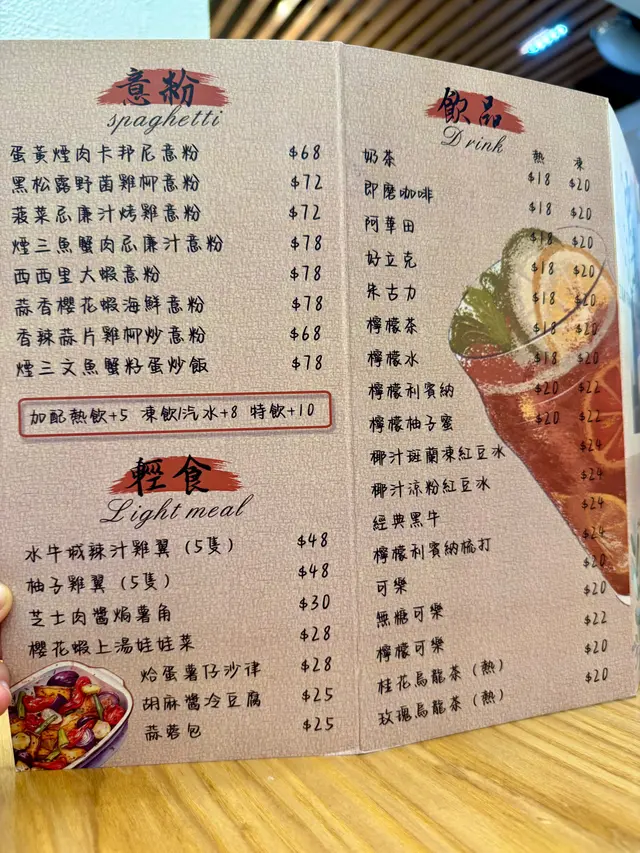 意粉
spaghetti
蛋黃煙肉卡邦尼意粉 $68
黑松露野菌雞柳意粉 $72
菠菜忌廉汁烤雞意粉 $72
煙三魚蟹肉忌廉汁意粉 $78
西西里大蝦意粉 $78
蒜香櫻花蝦海鮮意粉 $78
香辣蒜片雞柳炒意粉 $68
煙三文魚蟹籽蛋炒飯 $78
加配熱飲+5 凍飲/汽水+8 特飲+10
輕食
Light meal
水牛城辣汁雞翼（5隻） $48
柚子雞翼（5隻） $48
芝士肉醬焗薯角 $30
櫻花蝦上湯娃娃菜 $28
烚蛋薯仔沙律 $28
胡麻醬冷豆腐 $25
蒜蓉包 $25
飲品
Drink
熱 凍
奶茶 $18 $20
即磨咖啡 $18 $20
阿華田 $18 $20
好立克 $18 $20
朱古力 $18 $20
檸檬茶 $18 $20
檸檬水 $18 $20
檸檬利賓納 $20 $22
檸檬柚子蜜 $20 $22
椰汁斑蘭凍紅豆冰 $24
椰汁涼粉紅豆冰 $24
經典黑牛 $24
檸檬利賓納梳打 $24
可樂 $20
無糖可樂 $20
檸檬可樂 $22
桂花烏龍茶（熱） $20
玫瑰烏龍茶（熱） $20